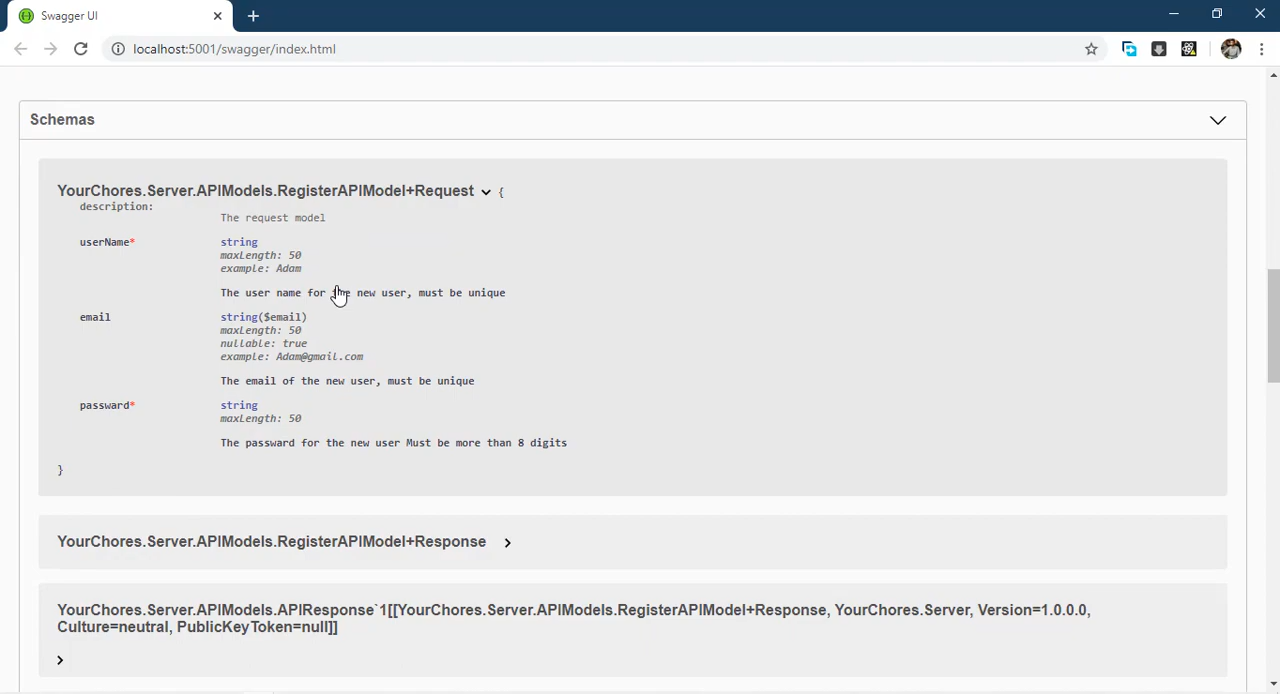 Swagger UI
localhost:5001/swagger/index.html
Schemas
YourChores.Server.APIModels.RegisterAPIModel+Request {
description:
The request model
userName* string
maxLength: 50
example: Adam
The user name for the new user, must be unique
email string($email)
maxLength: 50
nullable: true
example: Adam@gmail.com
The email of the new user, must be unique
passward* string
maxLength: 50
The passward for the new user Must be more than 8 digits
}
YourChores.Server.APIModels.RegisterAPIModel+Response
YourChores.Server.APIModels.APIResponse`1[[YourChores.Server.APIModels.RegisterAPIModel+Response, YourChores.Server, Version=1.0.0.0,
Culture=neutral, PublicKeyToken=null]]